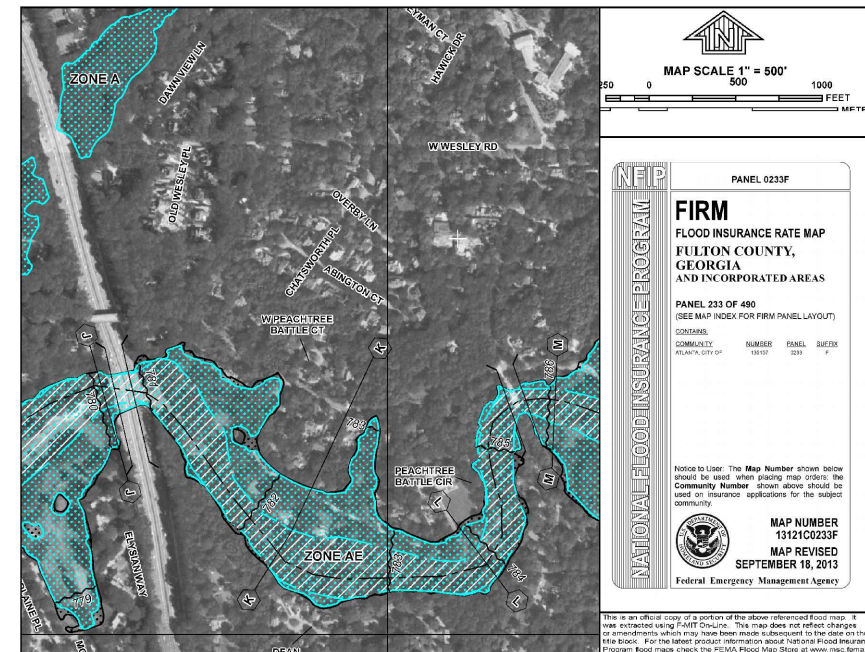 ZONE A
DAWN VIEW LN
HAWICK DR
W WESLEY RD
OLD WESLEY PL
OVERBY LN
CHATSWORTH PL
ABINGTON CT
W PEACHTREE
BATTLE CT
J
K
M
780
781
786
783
785
PEACHTREE
BATTLE CIR
J
M
L
782
ZONE AE
783
784
ELYSIAN WAY
779
K
L
MAP SCALE 1" = 500'
250 0 500 1000
FEET
NFIP
NATIONAL FLOOD INSURANCE PROGRAM
PANEL 0233F
FIRM
FLOOD INSURANCE RATE MAP
FULTON COUNTY,
GEORGIA
AND INCORPORATED AREAS
PANEL 233 OF 490
(SEE MAP INDEX FOR FIRM PANEL LAYOUT)
CONTAINS:
COMMUNITY NUMBER PANEL SUFFIX
ATLANTA, CITY OF 135157 0233 F
Notice to User: The Map Number shown below
should be used when placing map orders: the
Community Number shown above should be
used on insurance applications for the subject
community.
MAP NUMBER
13121C0233F
MAP REVISED
SEPTEMBER 18, 2013
Federal Emergency Management Agency
This is an official copy of a portion of the above referenced flood map. It
was extracted using F-MIT On-Line. This map does not reflect changes
or amendments which may have been made subsequent to the date on the
title block. For the latest product information about National Flood Insuran
Program flood maps check the FEMA Flood Map Store at www.msc.fema